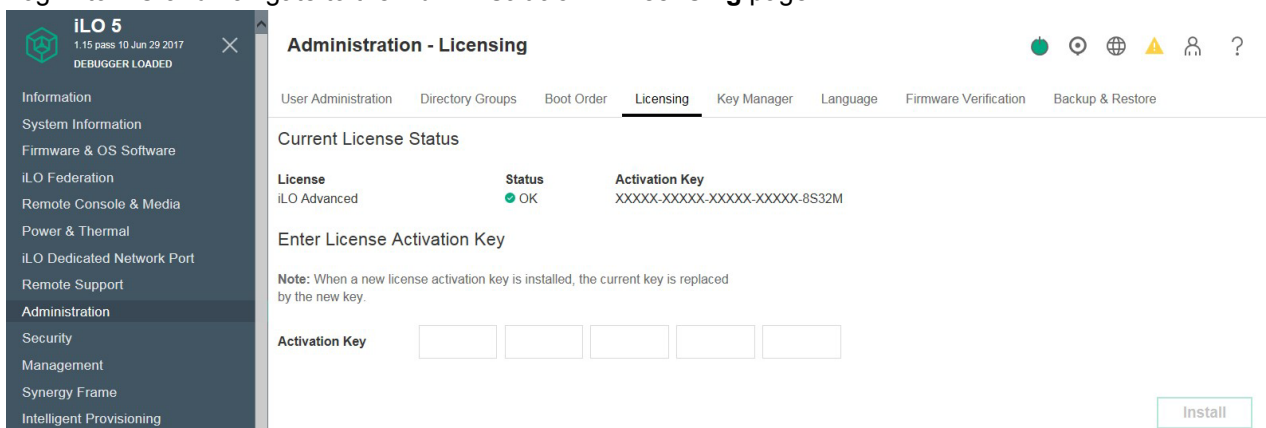 iLO 5
1.15 pass 10 Jun 29 2017
DEBUGGER LOADED
Administration - Licensing
?
Information
System Information
Firmware & OS Software
iLO Federation
Remote Console & Media
Power & Thermal
iLO Dedicated Network Port
Remote Support
Administration
Security
Management
Synergy Frame
Intelligent Provisioning
User Administration Directory Groups Boot Order Licensing Key Manager Language Firmware Verification Backup & Restore
Current License Status
License Status Activation Key
iLO Advanced OK XXXXX-XXXXX-XXXXX-XXXXX-8S32M
Enter License Activation Key
Note: When a new license activation key is installed, the current key is replaced
by the new key.
Activation Key
Install